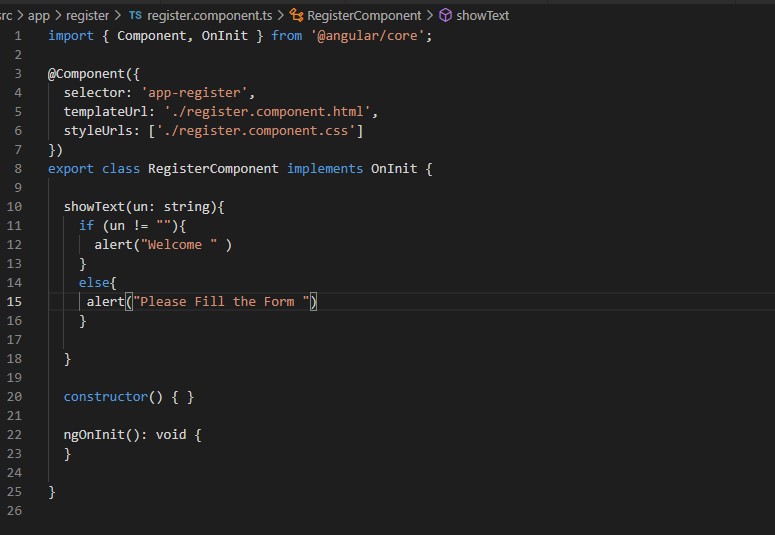 rc > app > register > TS register.component.ts > RegisterComponent > showText
1 import { Component, OnInit } from '@angular/core';
2
3 @Component({
4 selector: 'app-register',
5 templateUrl: './register.component.html',
6 styleUrls: ['./register.component.css']
7 })
8 export class RegisterComponent implements OnInit {
9
10 showText(un: string){
11 if (un != ""){
12 alert("Welcome " )
13 }
14 else{
15 alert("Please Fill the Form ")
16 }
17
18 }
19
20 constructor() { }
21
22 ngOnInit(): void {
23 }
24
25 }
26